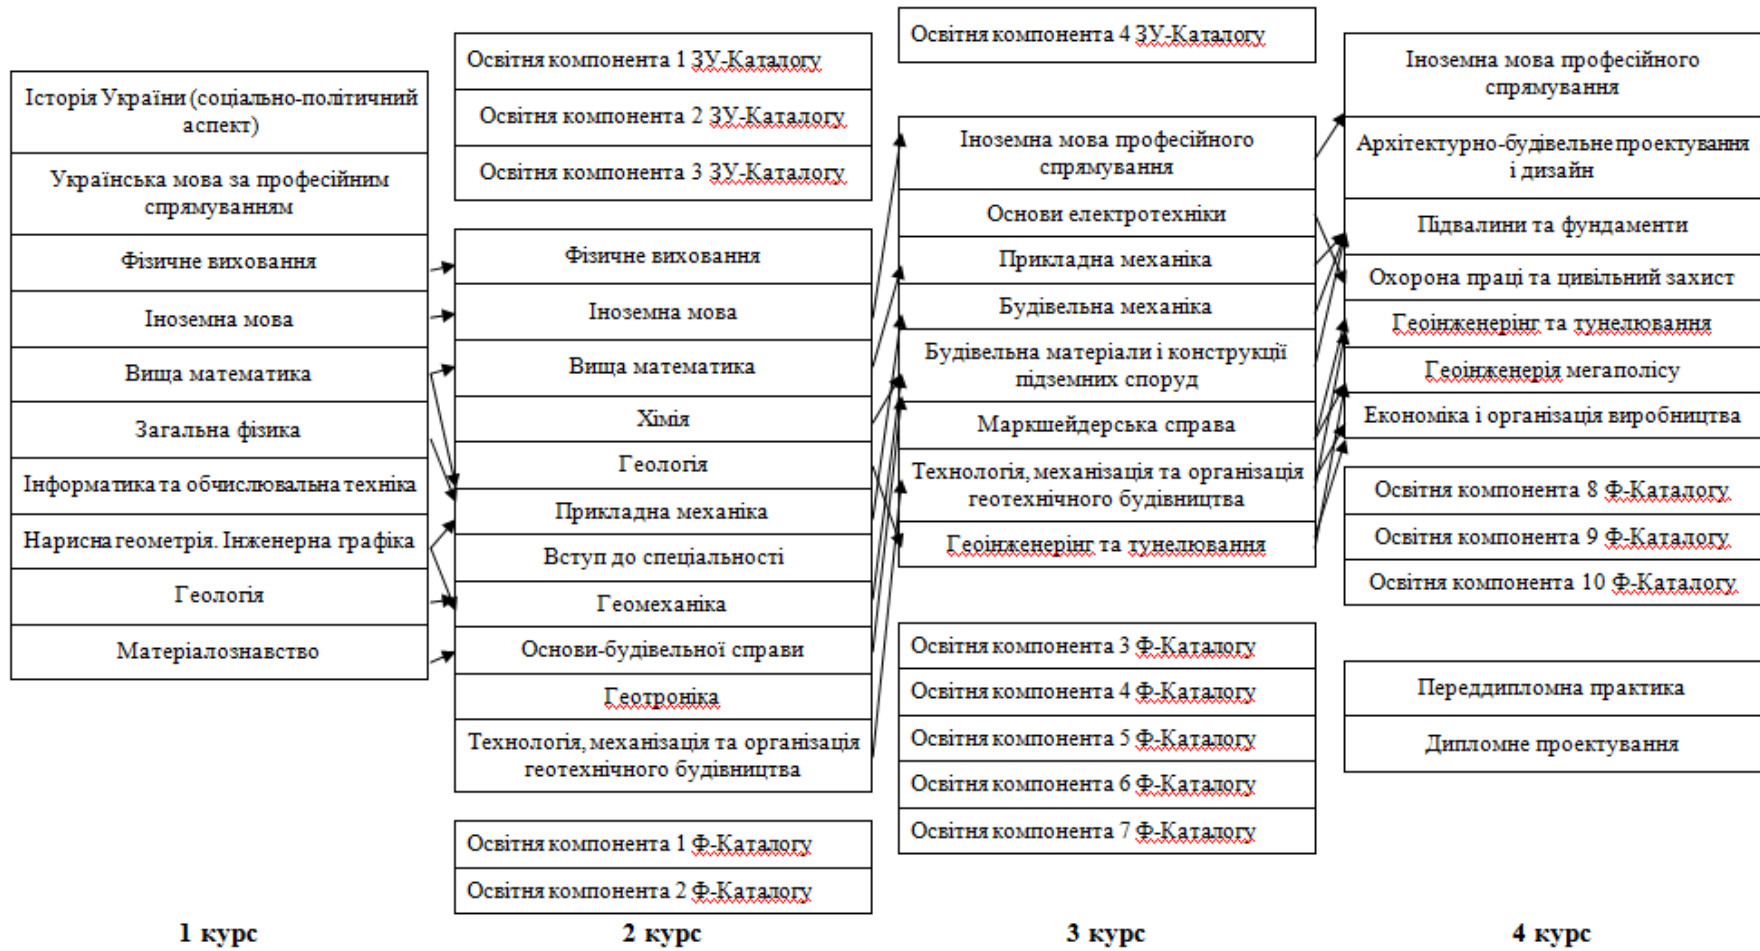 Історія України (соціально-політичний
аспект)
Українська мова за професійним
спрямуванням
Фізичне виховання
Іноземна мова
Вища математика
Загальна фізика
Інформатика та обчислювальна техніка
Нарисна геометрія. Інженерна графіка
Геологія
Матеріалознавство
1 курс
Освітня компонента 1 ЗУ-Каталогу
Освітня компонента 2 ЗУ-Каталогу
Освітня компонента 3 ЗУ-Каталогу
Фізичне виховання
Іноземна мова
Вища математика
Хімія
Геологія
Прикладна механіка
Вступ до спеціальності
Геомеханіка
Основи-будівельної справи
Геотроніка
Технологія, механізація та організація
геотехнічного будівництва
Освітня компонента 1 Ф-Каталогу
Освітня компонента 2 Ф-Каталогу
2 курс
Освітня компонента 4 ЗУ-Каталогу
Іноземна мова професійного
спрямування
Основи електротехніки
Прикладна механіка
Будівельна механіка
Будівельна матеріали і конструкції
підземних споруд
Маркшейдерська справа
Технологія, механізація та організація
геотехнічного будівництва
Геоінженерінг та тунелювання
Освітня компонента 3 Ф-Каталогу
Освітня компонента 4 Ф-Каталогу
Освітня компонента 5 Ф-Каталогу
Освітня компонента 6 Ф-Каталогу
Освітня компонента 7 Ф-Каталогу
3 курс
Іноземна мова професійного
спрямування
Архітектурно-будівельне проектування
і дизайн
Підвалини та фундаменти
Охорона праці та цивільний захист
Геоінженерінг та тунелювання
Геоінженерія мегаполісу
Економіка і організація виробництва
Освітня компонента 8 Ф-Каталогу
Освітня компонента 9 Ф-Каталогу
Освітня компонента 10 Ф-Каталогу
Переддипломна практика
Дипломне проектування
4 курс